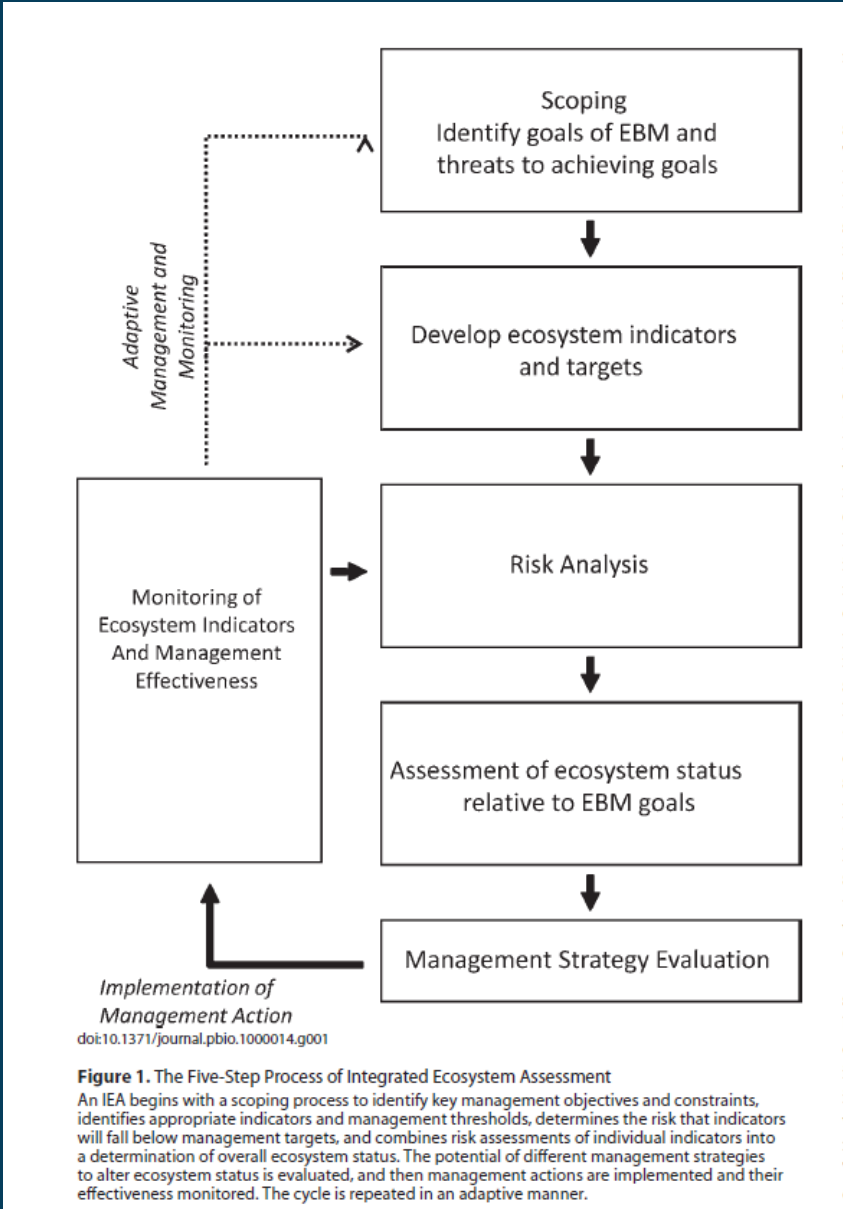 Scoping
Identify goals of EBM and
threats to achieving goals
Adaptive
Management and
Monitoring
Develop ecosystem indicators
and targets
Risk Analysis
Monitoring of
Ecosystem Indicators
And Management
Effectiveness
Assessment of ecosystem status
relative to EBM goals
Management Strategy Evaluation
Implementation of
Management Action
doi:10.1371/journal.pbio.1000014.g001
Figure 1. The Five-Step Process of Integrated Ecosystem Assessment
An IEA begins with a scoping process to identify key management objectives and constraints,
identifies appropriate indicators and management thresholds, determines the risk that indicators
will fall below management targets, and combines risk assessments of individual indicators into
a determination of overall ecosystem status. The potential of different management strategies
to alter ecosystem status is evaluated, and then management actions are implemented and their
effectiveness monitored. The cycle is repeated in an adaptive manner.